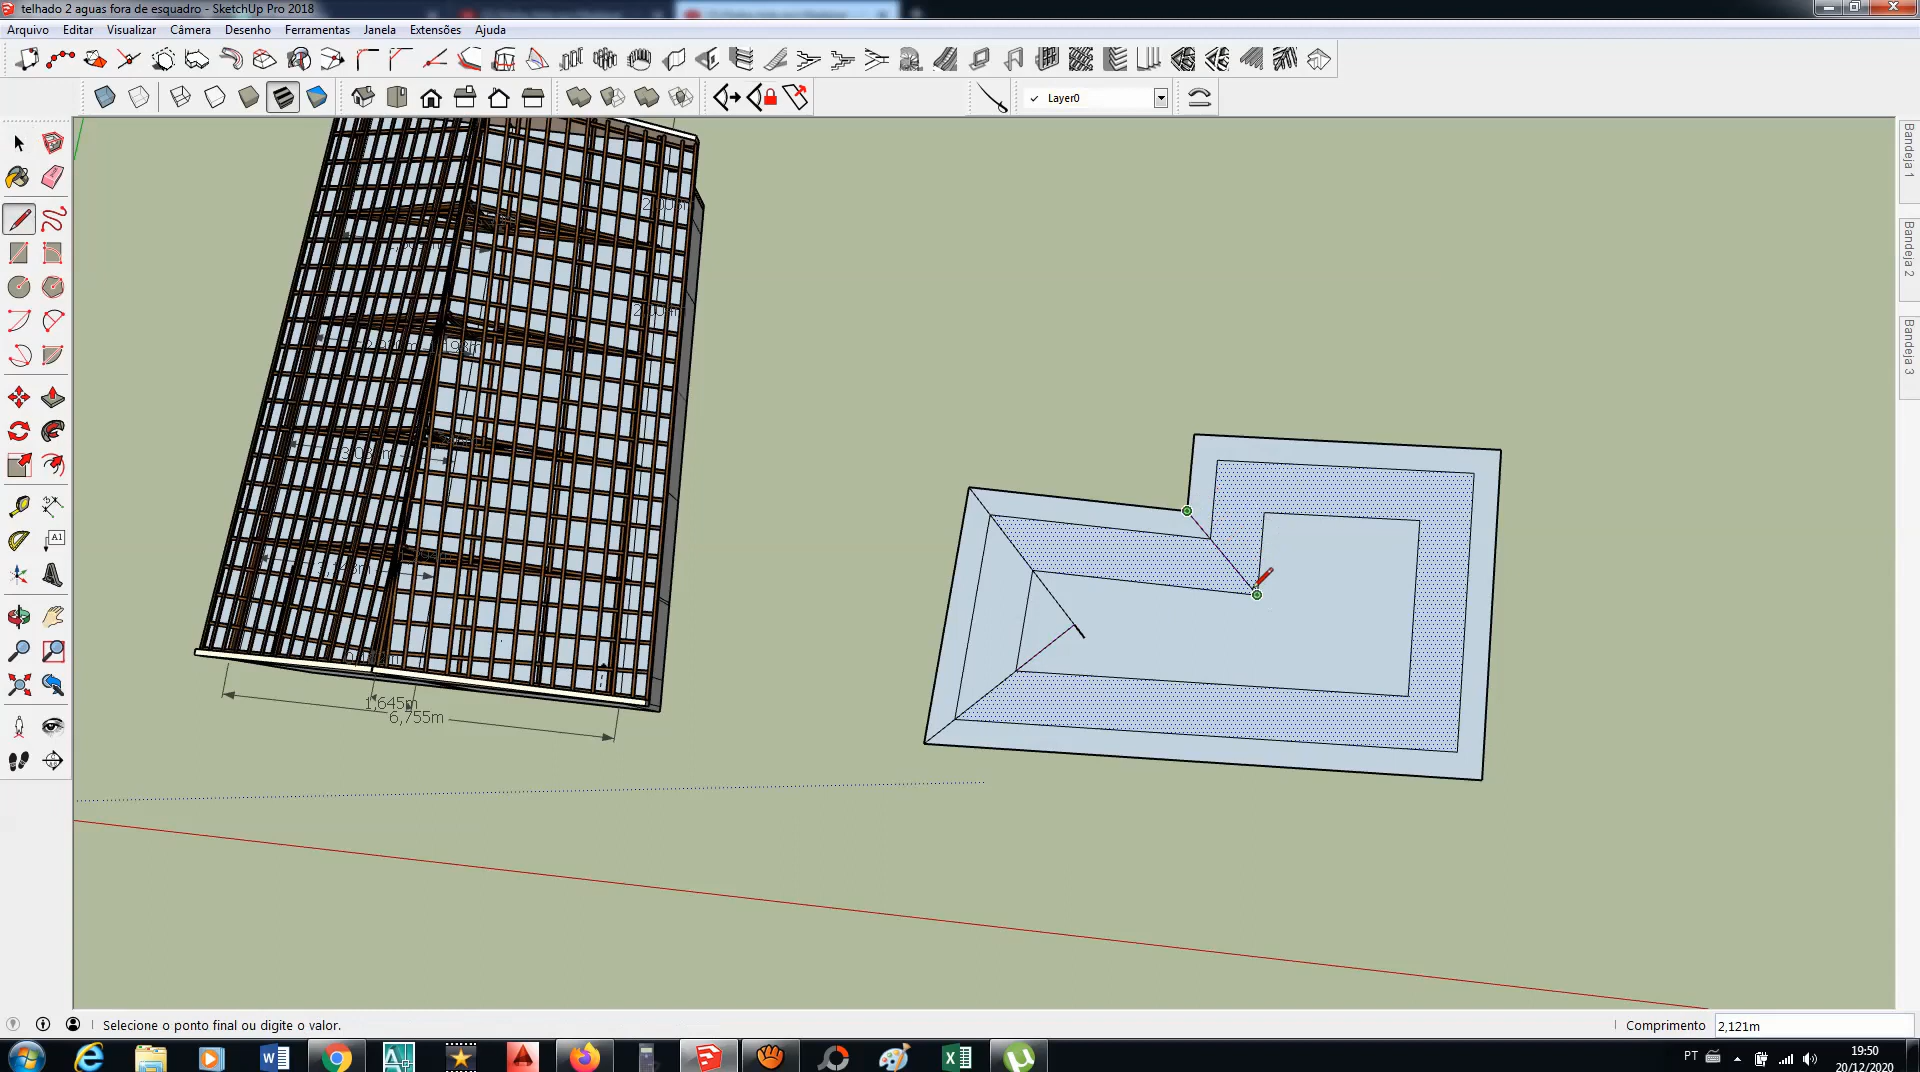 telhado 2 aguas fora de esquadro - SketchUp Pro 2018
Arquivo Editar Visualizar Câmera Desenho Ferramentas Janela Extensões Ajuda
Layer0
Bandeja 1
Bandeja 2
Bandeja 3
A1
1,645m
6,755m
Selecione o ponto final ou digite o valor.
Comprimento 2,121m
PT
19:50
20/12/2020